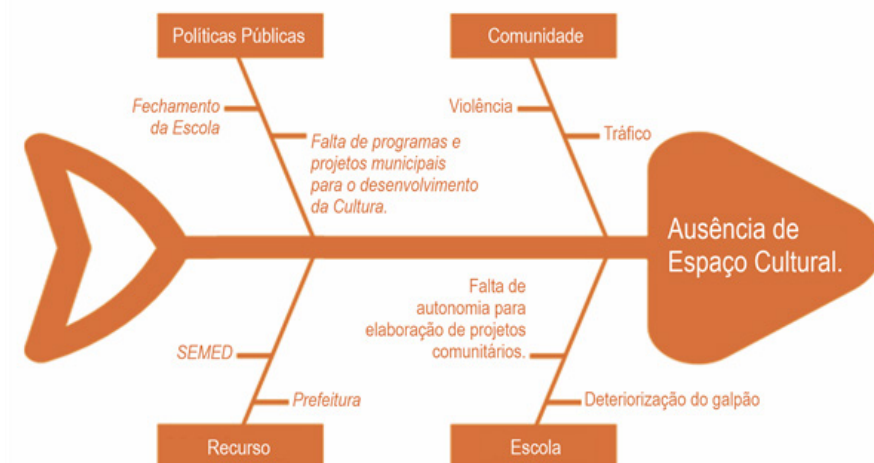 Políticas Públicas
Comunidade
Fechamento
da Escola
Falta de programas e
projetos municipais
para o desenvolvimento
da Cultura.
Violência
Tráfico
Ausência de
Espaço Cultural.
SEMED
Prefeitura
Falta de
autonomia para
elaboração de projetos
comunitários.
Deteriorização do galpão
Recurso
Escola